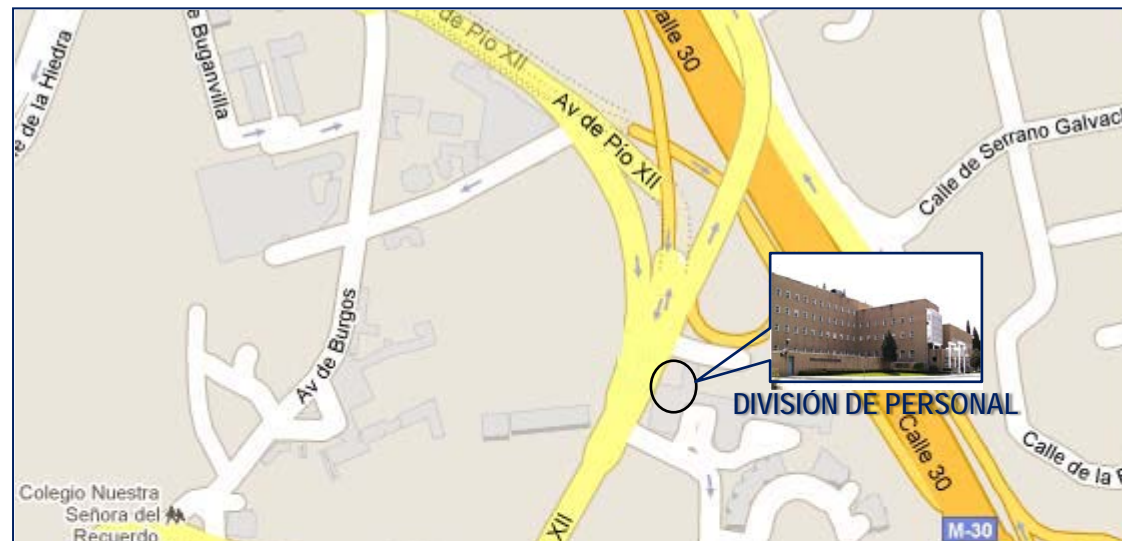 e de la Hiedra
e Buganvilla
de Pío XII
Av de Pío XII
Calle 30
Calle de Serrano Galvach
Av de Burgos
DIVISIÓN DE PERSONAL
Calle 30
Calle de la
Colegio Nuestra
Señora del
Recuerdo
XII
M-30